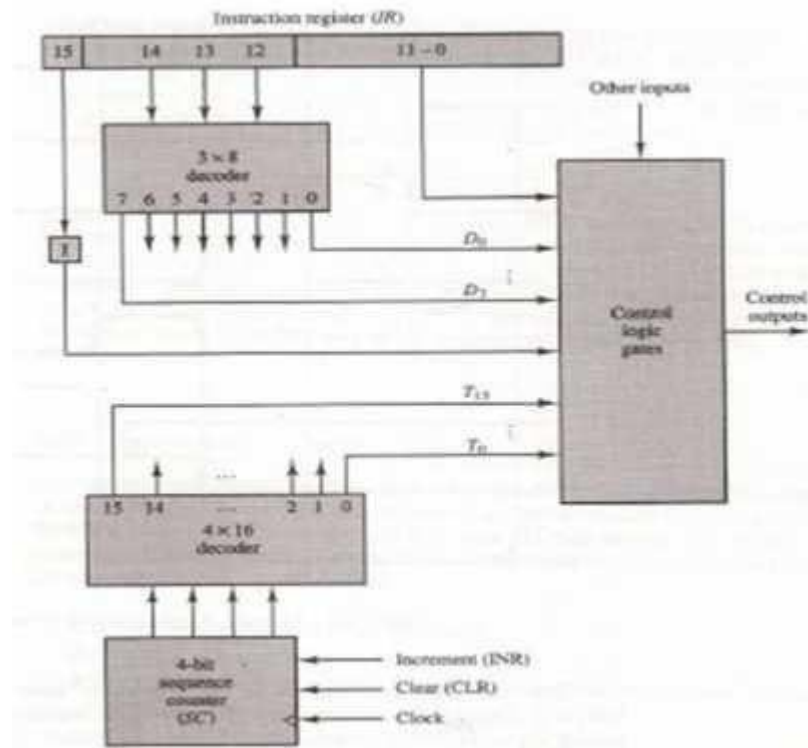 Instruction register (IR)
15 14 13 12 11 - 0
Other inputs
3 × 8
decoder
7 6 5 4 3 2 1 0
D0
I
D7
Control
logic
gates
Control
outputs
T15
T0
...
15 14 ... 2 1 0
4 × 16
decoder
4-bit
sequence
counter
(SC)
Increment (INR)
Clear (CLR)
Clock